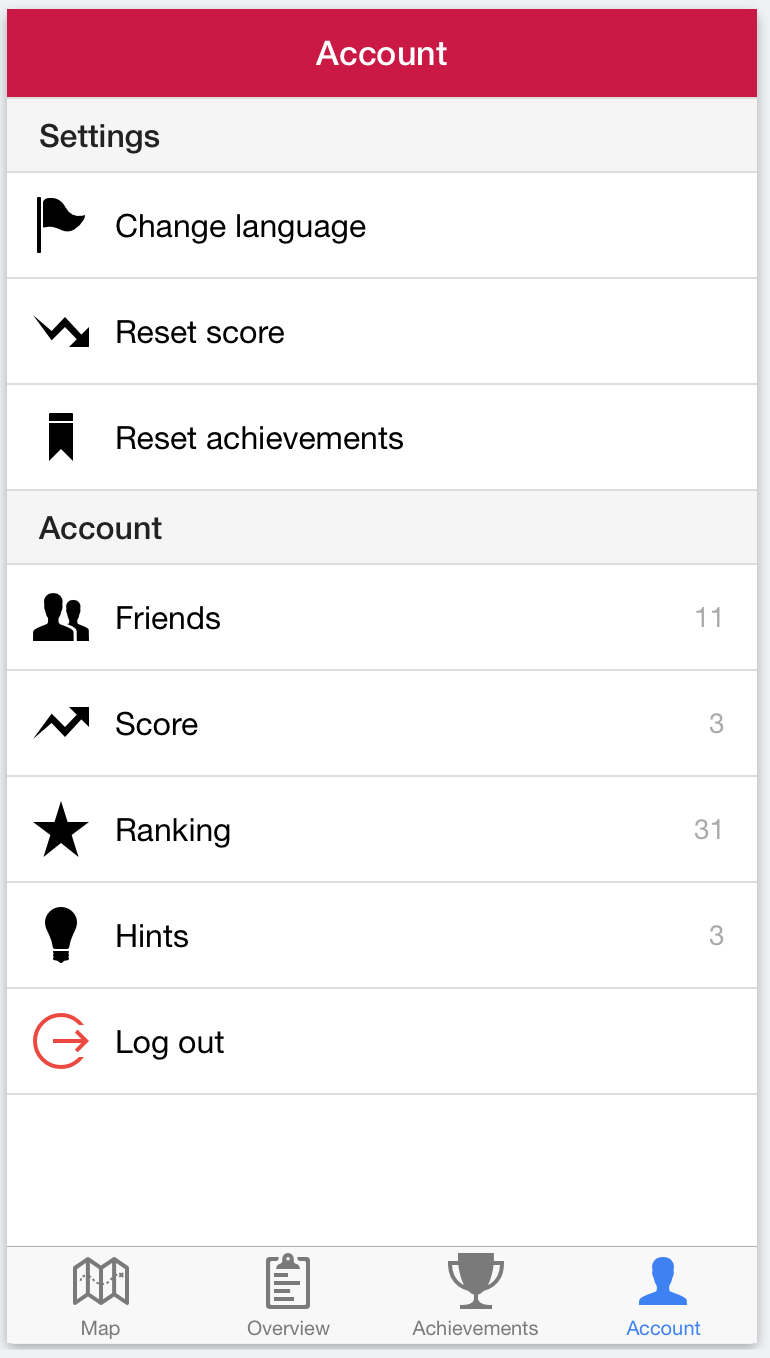 Account
Settings
Change language
Reset score
Reset achievements
Account
Friends 11
Score 3
Ranking 31
Hints 3
Log out
Map Overview Achievements Account